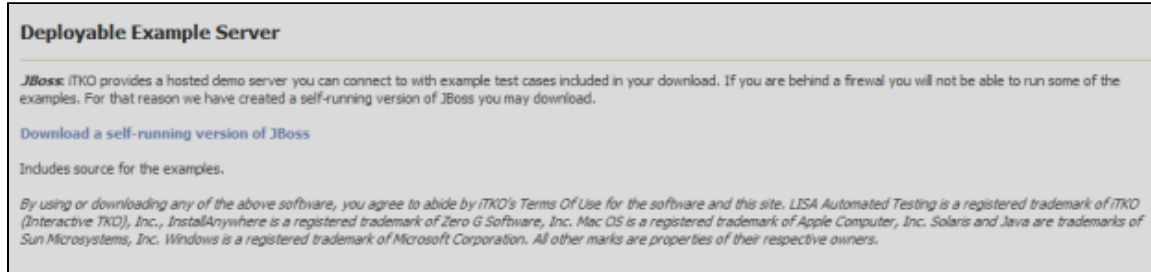 Deployable Example Server
JBoss: iTKO provides a hosted demo server you can connect to with example test cases included in your download. If you are behind a firewal you will not be able to run some of the
examples. For that reason we have created a self-running version of JBoss you may download.
Download a self-running version of JBoss
Includes source for the examples.
By using or downloading any of the above software, you agree to abide by iTKO's Terms Of Use for the software and this site. LISA Automated Testing is a registered trademark of iTKO
(Interactive TKO), Inc., InstallAnywhere is a registered trademark of Zero G Software, Inc. Mac OS is a registered trademark of Apple Computer, Inc. Solaris and Java are trademarks of
Sun Microsystems, Inc. Windows is a registered trademark of Microsoft Corporation. All other marks are properties of their respective owners.